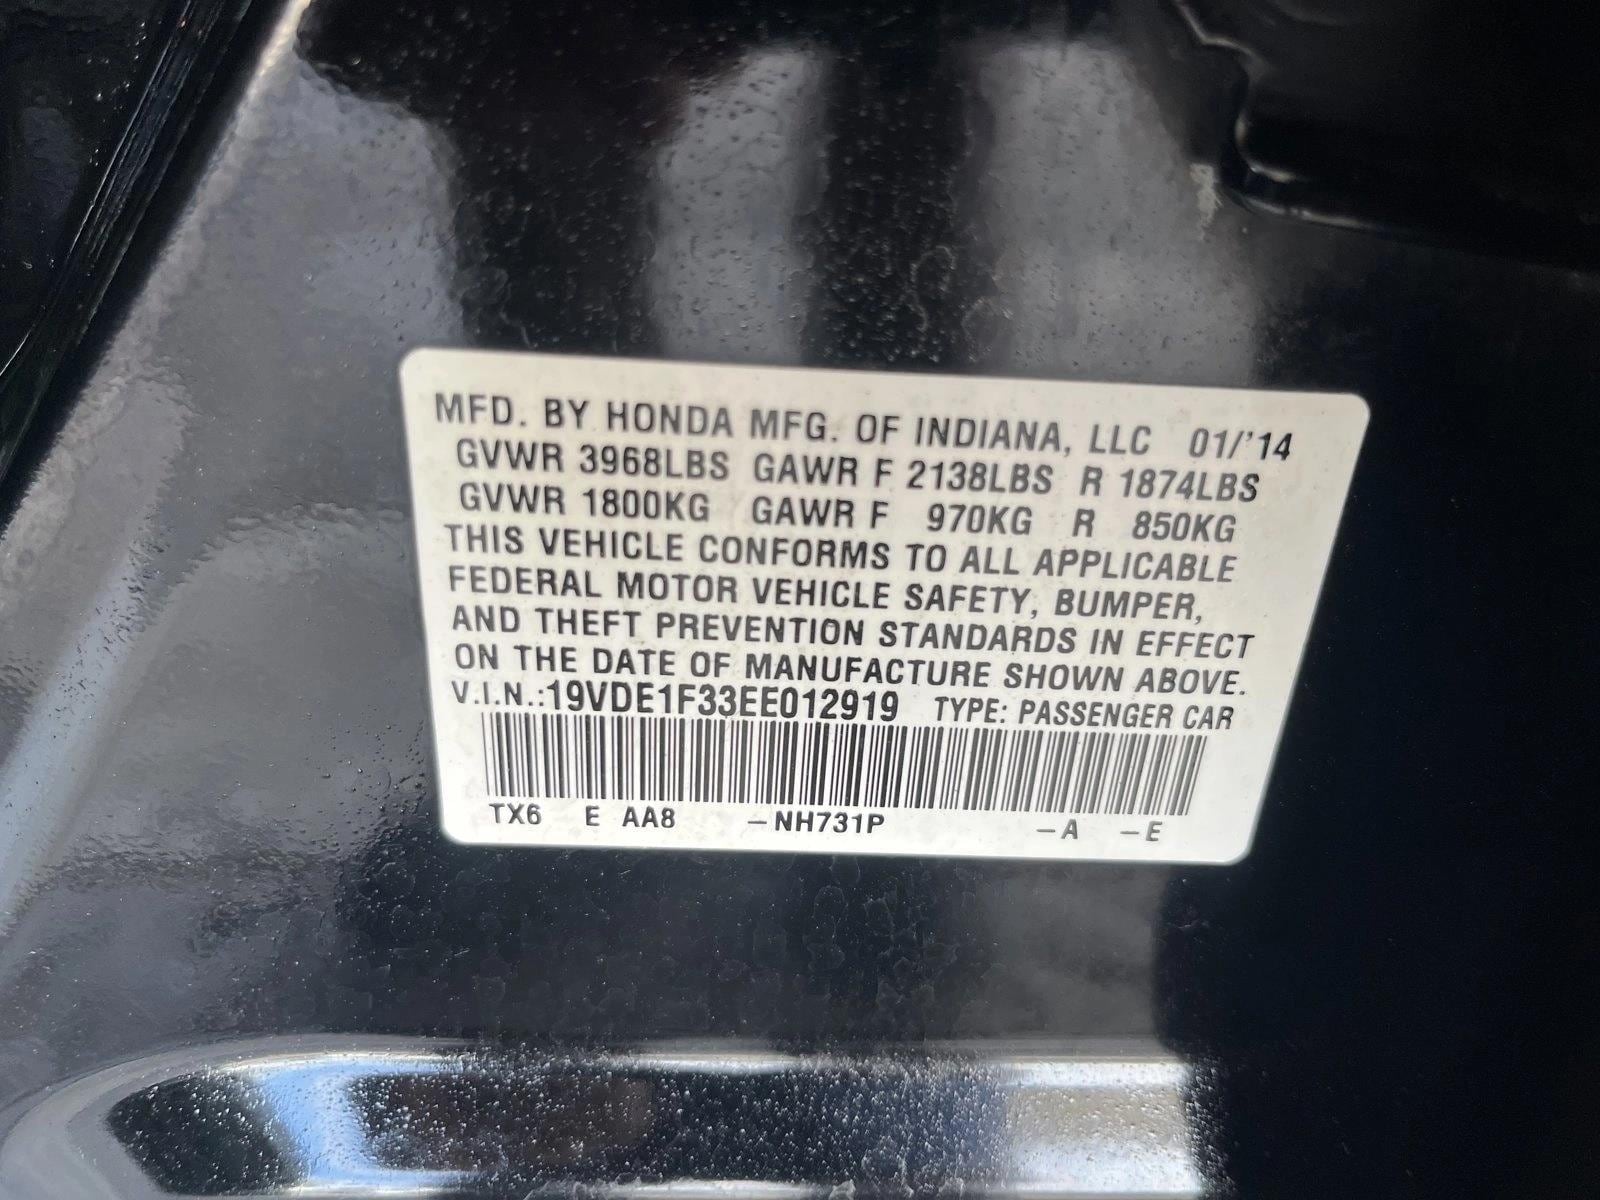 MFD. BY HONDA MFG. OF INDIANA, LLC 01/'14
GVWR 3968LBS GAWR F 2138LBS R 1874LBS
GVWR 1800KG GAWR F 970KG R 850KG
THIS VEHICLE CONFORMS TO ALL APPLICABLE
FEDERAL MOTOR VEHICLE SAFETY, BUMPER,
AND THEFT PREVENTION STANDARDS IN EFFECT
ON THE DATE OF MANUFACTURE SHOWN ABOVE.
V.I.N.:19VDE1F33EE012919 TYPE: PASSENGER CAR
TX6 E AA8 –NH731P –A –E